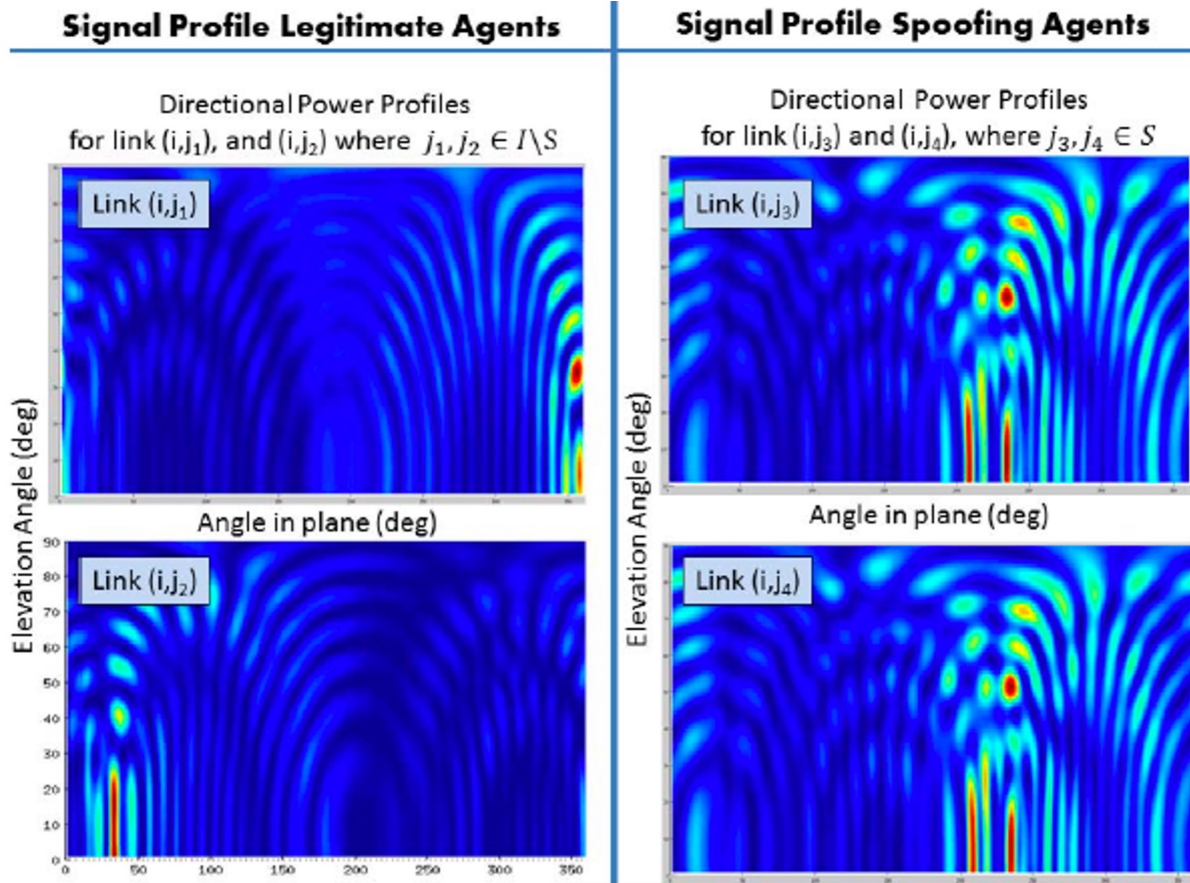 Signal Profile Legitimate Agents
Directional Power Profiles
for link (i,j₁), and (i,j₂) where j₁, j₂ ∈ I\S
Link (i,j₁)
Angle in plane (deg)
Link (i,j₂)
Elevation Angle (deg)
90
80
70
60
50
40
30
20
10
0
0 50 100 150 200 250 300 350
Signal Profile Spoofing Agents
Directional Power Profiles
for link (i,j₃) and (i,j₄), where j₃, j₄ ∈ S
Link (i,j₃)
Angle in plane (deg)
Link (i,j₄)
Elevation Angle (deg)